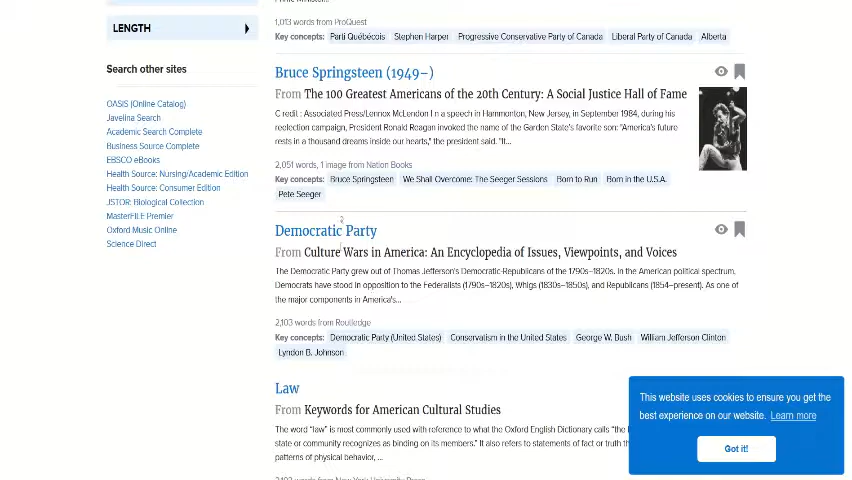 LENGTH
Search other sites
OASIS (Online Catalog)
Javelina Search
Academic Search Complete
Business Source Complete
EBSCO eBooks
Health Source: Nursing/Academic Edition
Health Source: Consumer Edition
JSTOR: Biological Collection
MasterFILE Premier
Oxford Music Online
Science Direct
1,013 words from ProQuest
Key concepts: Parti Québécois Stephen Harper Progressive Conservative Party of Canada Liberal Party of Canada Alberta
Bruce Springsteen (1949–)
From The 100 Greatest Americans of the 20th Century: A Social Justice Hall of Fame
C redil : Associated Press/Lennox McLendon I n a speech in Hammonton, New Jersey, in September 1984, during his
reelection campaign, President Ronald Reagan invoked the name of the Garden State's favorite son: "America's future
rests in a thousand dreams inside our hearts," the president said. "It...
2,051 words, 1 image from Nation Books
Key concepts: Bruce Springsteen We Shall Overcome: The Seeger Sessions Born to Run Born in the U.S.A.
Pete Seeger
Democratic Party
From Culture Wars in America: An Encyclopedia of Issues, Viewpoints, and Voices
The Democratic Party grew out of Thomas Jefferson's Democratic-Republicans of the 1790s–1820s. In the American political spectrum,
Democrats have stood in opposition to the Federalists (1790s–1820s), Whigs (1830s–1850s), and Republicans (1854–present). As one of
the major components in America's...
2,103 words from Routledge
Key concepts: Democratic Party (United States) Conservatism in the United States George W. Bush William Jefferson Clinton
Lyndon B. Johnson
Law
From Keywords for American Cultural Studies
The word "law" is most commonly used with reference to what the Oxford English Dictionary calls "the
state or community recognizes as binding on its members." It also refers to statements of fact or truth
patterns of physical behavior, ...
This website uses cookies to ensure you get the
best experience on our website. Learn more
Got it!